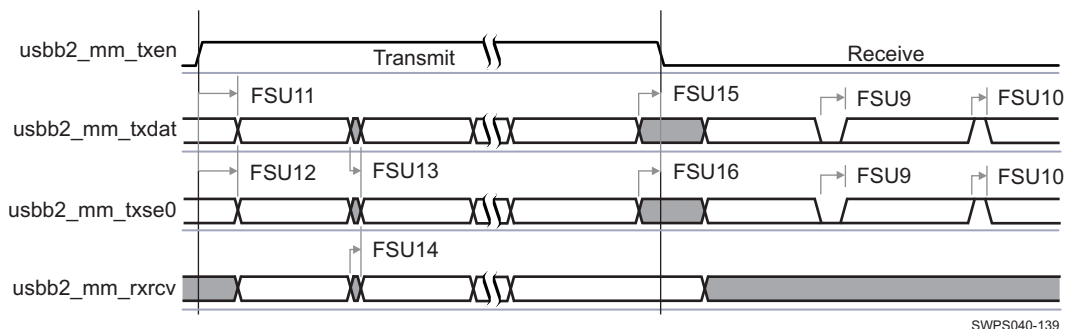 usbb2_mm_txen
Transmit
Receive
FSU11
FSU15
FSU9
FSU10
usbb2_mm_txdat
FSU12
FSU13
FSU16
FSU9
FSU10
usbb2_mm_txse0
FSU14
usbb2_mm_rxrcv
SWPS040-139